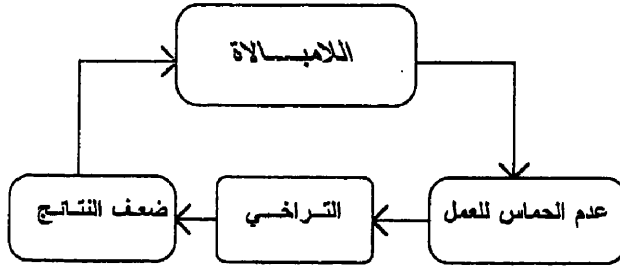 اللامبالاة
عدم الحماس للعمل
التراخي
ضعف النتائج